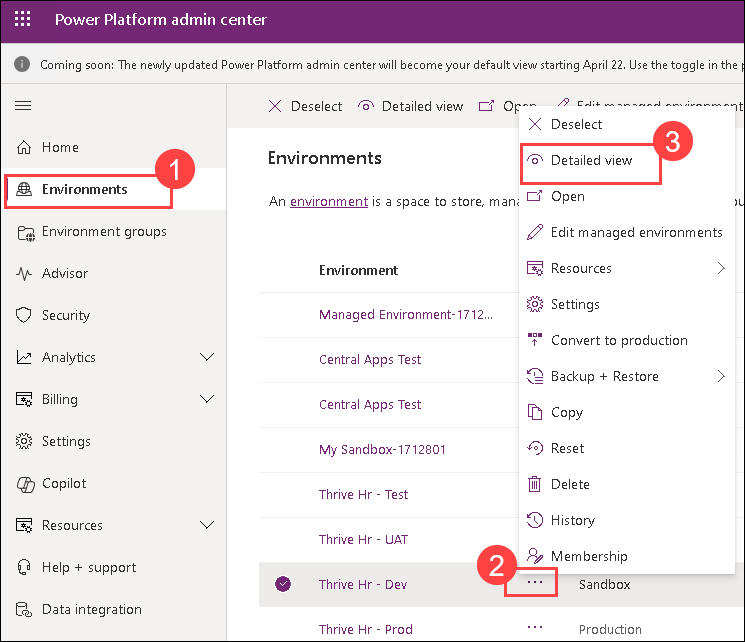 Power Platform admin center
Coming soon: The newly updated Power Platform admin center will become your default view starting April 22. Use the toggle in the
Deselect Detailed view Open Edit managed environment
Home
1
Environments
Environment groups
Advisor
Security
Analytics
Billing
Settings
Copilot
Resources
Help + support
Data integration
Environments
An environment is a space to store, mana
Environment
Managed Environment-1712...
Central Apps Test
Central Apps Test
My Sandbox-1712801
Thrive Hr - Test
Thrive Hr - UAT
Thrive Hr - Dev ... Sandbox
Thrive Hr - Prod ... Production
2
Deselect
3
Detailed view
Open
Edit managed environments
Resources
Settings
Convert to production
Backup + Restore
Copy
Reset
Delete
History
Membership